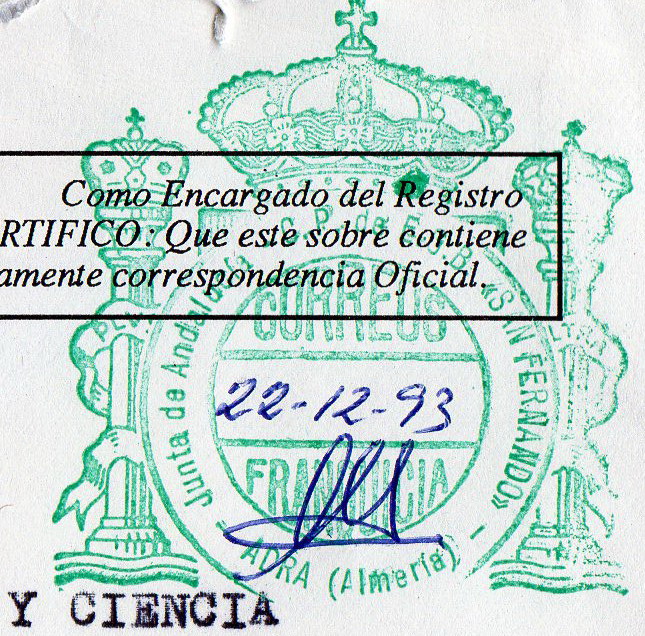 Como Encargado del Registro
RTIFICO: Que este sobre contiene
amente correspondencia Oficial.
Junta de Andalucía C. P. de E.G.B. «SAN FERNANDO»
CORREOS
22-12-93
FRANQUICIA
- ADRA (Almería) -
Y CIENCIA